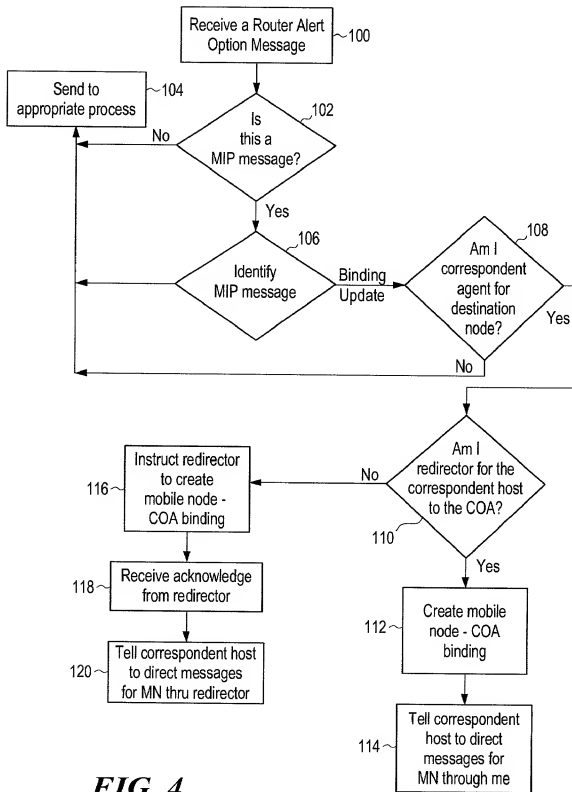 Receive a Router Alert
Option Message
100
Send to
appropriate process
104
Is
this a
MIP message?
102
No
Yes
106
Identify
MIP message
Binding
Update
108
Am I
correspondent
agent for
destination
node?
Yes
No
Am I
redirector for the
correspondent host
to the COA?
110
No
Yes
116
Instruct redirector
to create
mobile node -
COA binding
118
Receive acknowledge
from redirector
120
Tell correspondent host
to direct messages
for MN thru redirector
112
Create mobile
node - COA
binding
114
Tell correspondent
host to direct
messages for
MN through me
FIG. 4